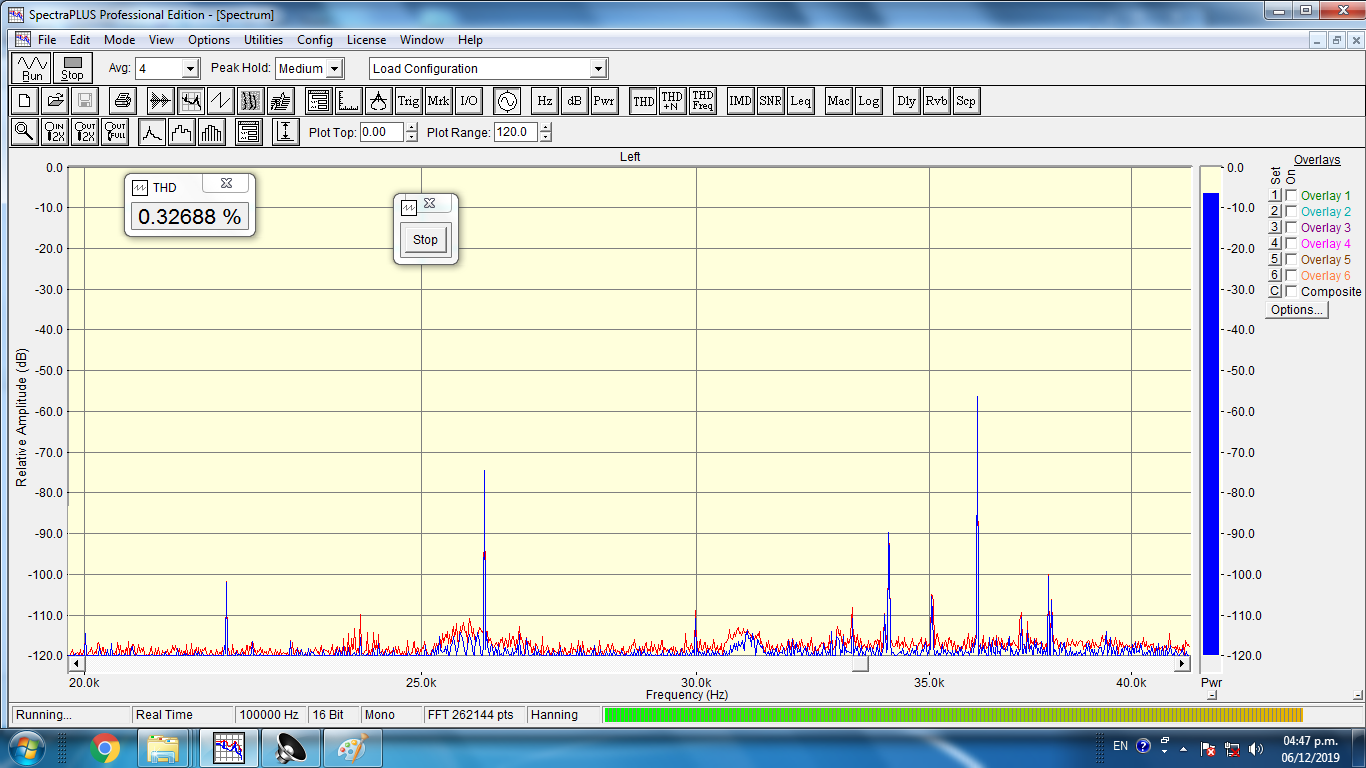 SpectraPLUS Professional Edition - [Spectrum]
File Edit Mode View Options Utilities Config License Window Help
Run Stop Avg: 4 Peak Hold: Medium Load Configuration
Trig Mrk I/O Hz dB Pwr THD THD +N THD Freq IMD SNR Leq Mac Log Dly Rvb Scp
IN 2X OUT 2X OUT FULL Plot Top: 0.00 Plot Range: 120.0
Left
Overlays
Set On
1 Overlay 1
2 Overlay 2
3 Overlay 3
4 Overlay 4
5 Overlay 5
6 Overlay 6
C Composite
Options...
THD
0.32688 %
Stop
Relative Amplitude (dB)
0.0
-10.0
-20.0
-30.0
-40.0
-50.0
-60.0
-70.0
-80.0
-90.0
-100.0
-110.0
-120.0
0.0
-10.0
-20.0
-30.0
-40.0
-50.0
-60.0
-70.0
-80.0
-90.0
-100.0
-110.0
-120.0
20.0k 25.0k 30.0k 35.0k 40.0k Pwr
Frequency (Hz)
Running... Real Time 100000 Hz 16 Bit Mono FFT 262144 pts Hanning
EN 04:47 p.m.
06/12/2019